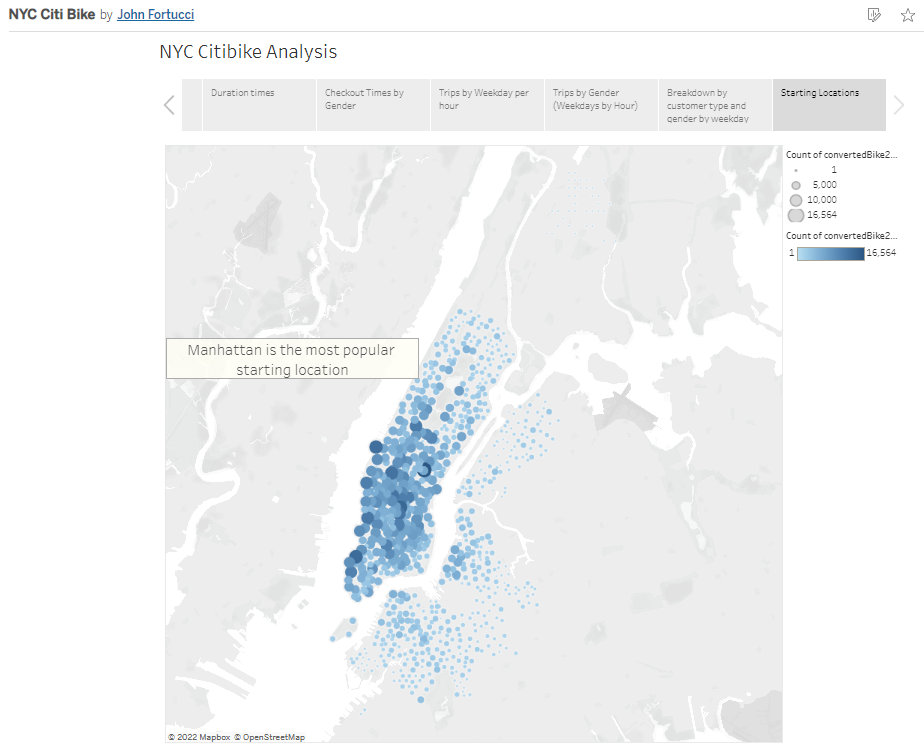 NYC Citi Bike by John Fortucci
NYC Citibike Analysis
Duration times
Checkout Times by
Gender
Trips by Weekday per
hour
Trips by Gender
(Weekdays by Hour)
Breakdown by
customer type and
gender by weekday
Starting Locations
Count of convertedBike2...
1
5,000
10,000
16,564
Count of convertedBike2...
1 16,564
Manhattan is the most popular
starting location
© 2022 Mapbox © OpenStreetMap